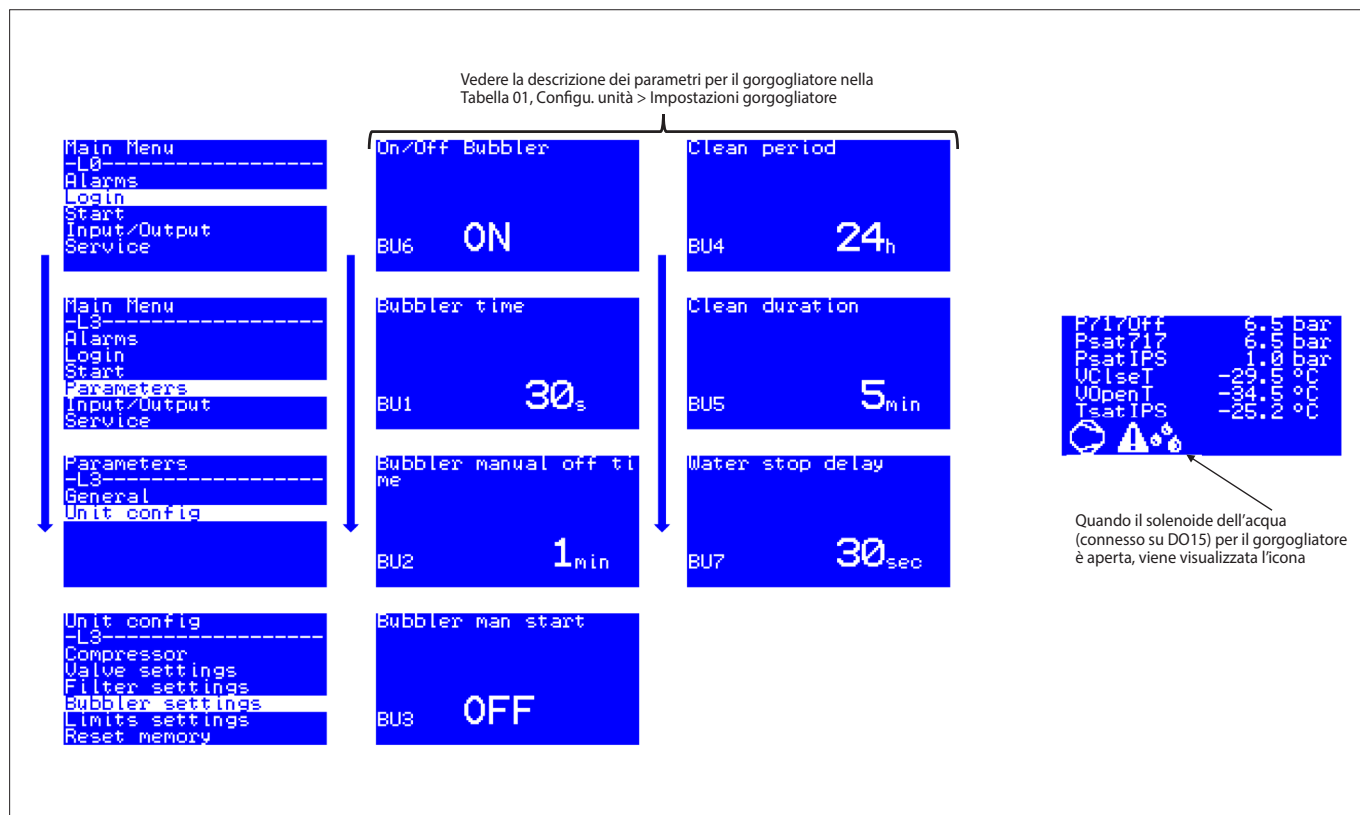 Vedere la descrizione dei parametri per il gorgogliatore nella
Tabella 01, Configu. unità > Impostazioni gorgogliatore
Main Menu
-L0-------------------
Alarms
Login
Start
Input/Output
Service
Main Menu
-L3-------------------
Alarms
Login
Start
Parameters
Input/Output
Service
Parameters
-L3-------------------
General
Unit config
Unit config
-L3-------------------
Compressor
Valve settings
Filter settings
Bubbler settings
Limits settings
Reset memory
On/Off Bubbler
BU6 ON
Bubbler time
BU1 30s
Bubbler manual off ti
me
BU2 1min
Bubbler man start
BU3 OFF
Clean period
BU4 24h
Clean duration
BU5 5min
Water stop delay
BU7 30sec
P717Off 6.5 bar
Psat717 6.5 bar
PsatIPS 1.0 bar
VClseT -29.5 °C
VOpenT -34.5 °C
TsatIPS -25.2 °C
Quando il solenoide dell'acqua
(connesso su DO15) per il gorgogliatore
è aperta, viene visualizzata l'icona